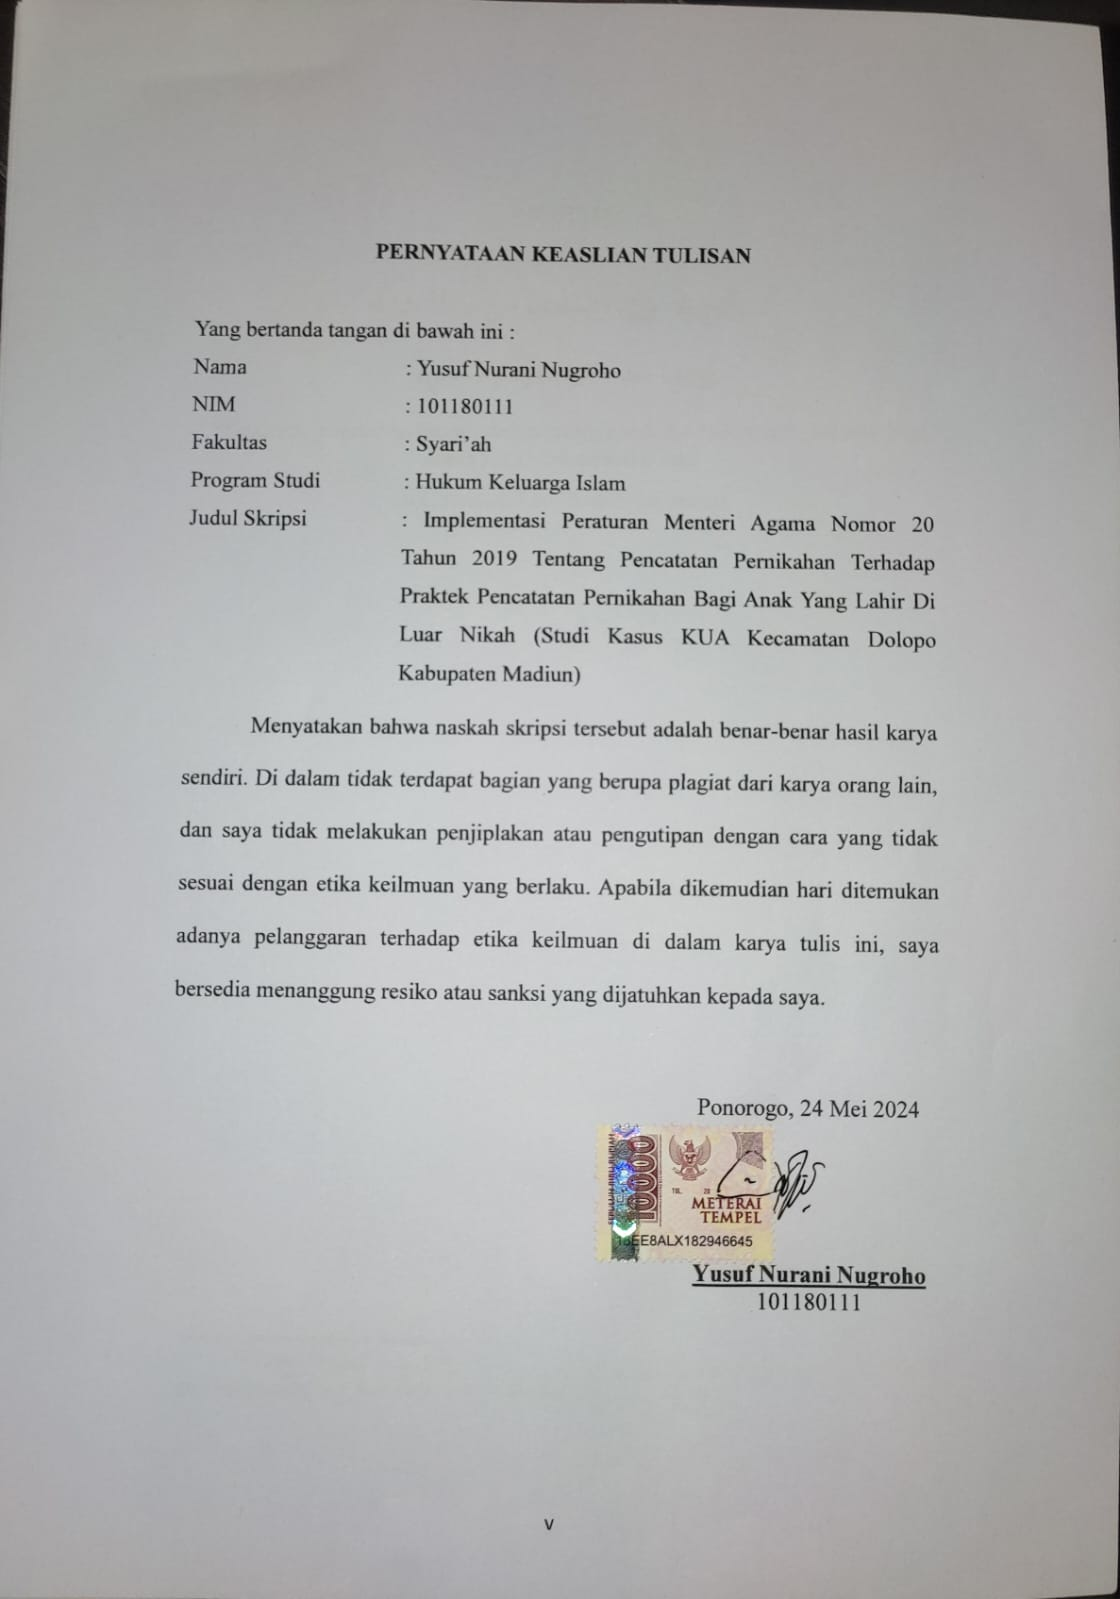 PERNYATAAN KEASLIAN TULISAN
Yang bertanda tangan di bawah ini :
Nama : Yusuf Nurani Nugroho
NIM : 101180111
Fakultas : Syari’ah
Program Studi : Hukum Keluarga Islam
Judul Skripsi : Implementasi Peraturan Menteri Agama Nomor 20
Tahun 2019 Tentang Pencatatan Pernikahan Terhadap
Praktek Pencatatan Pernikahan Bagi Anak Yang Lahir Di
Luar Nikah (Studi Kasus KUA Kecamatan Dolopo
Kabupaten Madiun)
Menyatakan bahwa naskah skripsi tersebut adalah benar-benar hasil karya
sendiri. Di dalam tidak terdapat bagian yang berupa plagiat dari karya orang lain,
dan saya tidak melakukan penjiplakan atau pengutipan dengan cara yang tidak
sesuai dengan etika keilmuan yang berlaku. Apabila dikemudian hari ditemukan
adanya pelanggaran terhadap etika keilmuan di dalam karya tulis ini, saya
bersedia menanggung resiko atau sanksi yang dijatuhkan kepada saya.
Ponorogo, 24 Mei 2024
10000
TGL. 20
METERAI
TEMPEL
EE8ALX182946645
Yusuf Nurani Nugroho
101180111
v